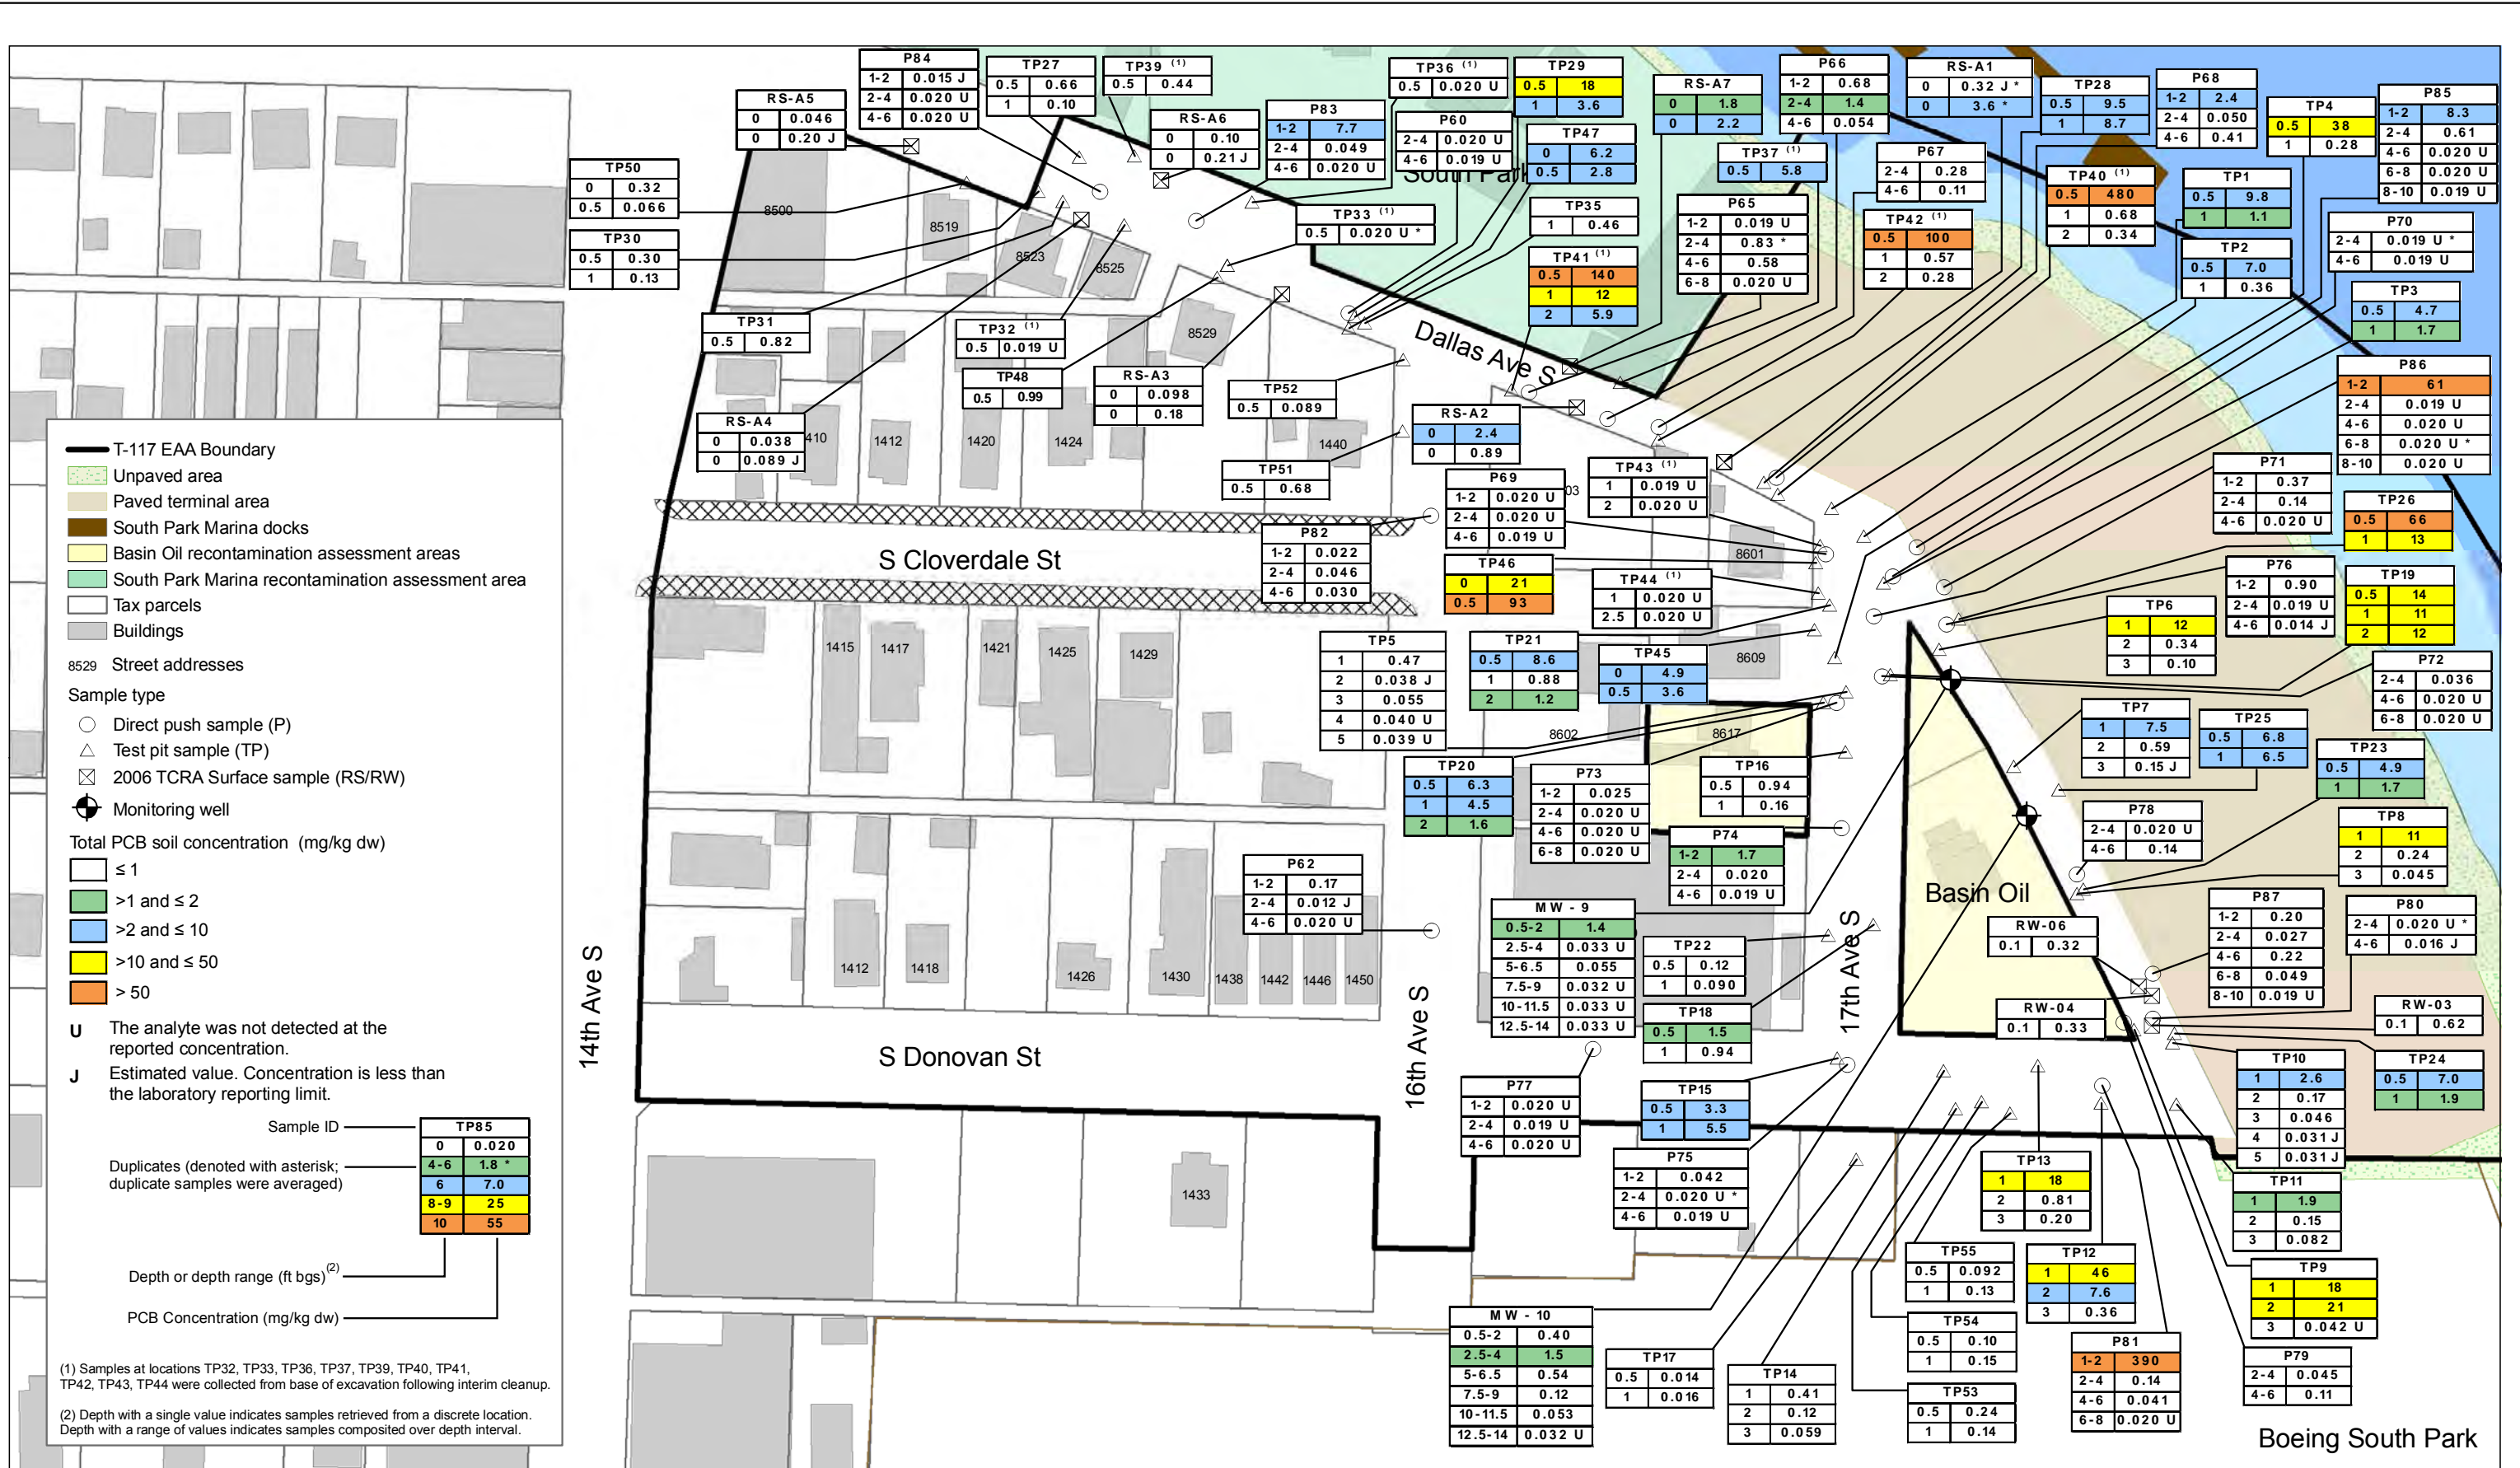 P84
1-2 0.015 J
2-4 0.020 U
4-6 0.020 U
TP27
0.5 0.66
1 0.10
TP39 (1)
0.5 0.44
RS-A5
0 0.046
0 0.20 J
RS-A6
0 0.10
0 0.21 J
P83
1-2 7.7
2-4 0.049
4-6 0.020 U
TP36 (1)
0.5 0.020 U
P60
2-4 0.020 U
4-6 0.019 U
TP29
0.5 18
1 3.6
TP47
0 6.2
0.5 2.8
South Park
RS-A7
0 1.8
0 2.2
P66
1-2 0.68
2-4 1.4
4-6 0.054
TP37 (1)
0.5 5.8
RS-A1
0 0.32 J *
0 3.6 *
TP28
0.5 9.5
1 8.7
P68
1-2 2.4
2-4 0.050
4-6 0.41
TP4
0.5 38
1 0.28
P85
1-2 8.3
2-4 0.61
4-6 0.020 U
6-8 0.020 U
8-10 0.019 U
P67
2-4 0.28
4-6 0.11
TP40 (1)
0.5 480
1 0.68
2 0.34
TP1
0.5 9.8
1 1.1
TP50
0 0.32
0.5 0.066
TP30
0.5 0.30
1 0.13
8500
8519
8523
8525
TP33 (1)
0.5 0.020 U *
TP35
1 0.46
TP41 (1)
0.5 140
1 12
2 5.9
P65
1-2 0.019 U
2-4 0.83 *
4-6 0.58
6-8 0.020 U
TP42 (1)
0.5 100
1 0.57
2 0.28
TP2
0.5 7.0
1 0.36
P70
2-4 0.019 U *
4-6 0.019 U
TP3
0.5 4.7
1 1.7
TP31
0.5 0.82
TP32 (1)
0.5 0.019 U
8529
Dallas Ave S
TP48
0.5 0.99
RS-A3
0 0.098
0 0.18
TP52
0.5 0.089
P86
1-2 61
2-4 0.019 U
4-6 0.020 U
6-8 0.020 U *
8-10 0.020 U
RS-A4
0 0.038
0 0.089 J
410
1412
1420
1424
1440
RS-A2
0 2.4
0 0.89
TP51
0.5 0.68
P69
1-2 0.020 U
2-4 0.020 U
4-6 0.019 U
03
TP43 (1)
1 0.019 U
2 0.020 U
P71
1-2 0.37
2-4 0.14
4-6 0.020 U
TP26
0.5 66
1 13
T-117 EAA Boundary
Unpaved area
Paved terminal area
South Park Marina docks
Basin Oil recontamination assessment areas
South Park Marina recontamination assessment area
Tax parcels
Buildings
8529 Street addresses
Sample type
Direct push sample (P)
Test pit sample (TP)
2006 TCRA Surface sample (RS/RW)
Monitoring well
Total PCB soil concentration (mg/kg dw)
≤ 1
>1 and ≤ 2
>2 and ≤ 10
>10 and ≤ 50
> 50
U The analyte was not detected at the
reported concentration.
J Estimated value. Concentration is less than
the laboratory reporting limit.
Sample ID
TP85
0 0.020
4-6 1.8 *
6 7.0
8-9 25
10 55
Duplicates (denoted with asterisk;
duplicate samples were averaged)
Depth or depth range (ft bgs)(2)
PCB Concentration (mg/kg dw)
(1) Samples at locations TP32, TP33, TP36, TP37, TP39, TP40, TP41,
TP42, TP43, TP44 were collected from base of excavation following interim cleanup.
(2) Depth with a single value indicates samples retrieved from a discrete location.
Depth with a range of values indicates samples composited over depth interval.
S Cloverdale St
P82
1-2 0.022
2-4 0.046
4-6 0.030
TP46
0 21
0.5 93
TP44 (1)
1 0.020 U
2.5 0.020 U
8601
P76
1-2 0.90
2-4 0.019 U
4-6 0.014 J
TP19
0.5 14
1 11
2 12
TP6
1 12
2 0.34
3 0.10
1415
1417
1421
1425
1429
TP5
1 0.47
2 0.038 J
3 0.055
4 0.040 U
5 0.039 U
TP21
0.5 8.6
1 0.88
2 1.2
TP45
0 4.9
0.5 3.6
8609
P72
2-4 0.036
4-6 0.020 U
6-8 0.020 U
TP7
1 7.5
2 0.59
3 0.15 J
TP25
0.5 6.8
1 6.5
TP23
0.5 4.9
1 1.7
8602
8617
TP20
0.5 6.3
1 4.5
2 1.6
P73
1-2 0.025
2-4 0.020 U
4-6 0.020 U
6-8 0.020 U
TP16
0.5 0.94
1 0.16
P74
1-2 1.7
2-4 0.020
4-6 0.019 U
P78
2-4 0.020 U
4-6 0.14
TP8
1 11
2 0.24
3 0.045
Basin Oil
P62
1-2 0.17
2-4 0.012 J
4-6 0.020 U
MW - 9
0.5-2 1.4
2.5-4 0.033 U
5-6.5 0.055
7.5-9 0.032 U
10-11.5 0.033 U
12.5-14 0.033 U
TP22
0.5 0.12
1 0.090
TP18
0.5 1.5
1 0.94
RW-06
0.1 0.32
P87
1-2 0.20
2-4 0.027
4-6 0.22
6-8 0.049
8-10 0.019 U
P80
2-4 0.020 U *
4-6 0.016 J
RW-04
0.1 0.33
RW-03
0.1 0.62
1412
1418
1426
1430
1438
1442
1446
1450
14th Ave S
16th Ave S
17th Ave S
S Donovan St
P77
1-2 0.020 U
2-4 0.019 U
4-6 0.020 U
TP15
0.5 3.3
1 5.5
P75
1-2 0.042
2-4 0.020 U *
4-6 0.019 U
TP10
1 2.6
2 0.17
3 0.046
4 0.031 J
5 0.031 J
TP24
0.5 7.0
1 1.9
1433
TP13
1 18
2 0.81
3 0.20
TP11
1 1.9
2 0.15
3 0.082
TP55
0.5 0.092
1 0.13
TP12
1 46
2 7.6
3 0.36
TP9
1 18
2 21
3 0.042 U
MW - 10
0.5-2 0.40
2.5-4 1.5
5-6.5 0.54
7.5-9 0.12
10-11.5 0.053
12.5-14 0.032 U
TP17
0.5 0.014
1 0.016
TP14
1 0.41
2 0.12
3 0.059
TP54
0.5 0.10
1 0.15
TP53
0.5 0.24
1 0.14
P81
1-2 390
2-4 0.14
4-6 0.041
6-8 0.020 U
P79
2-4 0.045
4-6 0.11
Boeing South Park